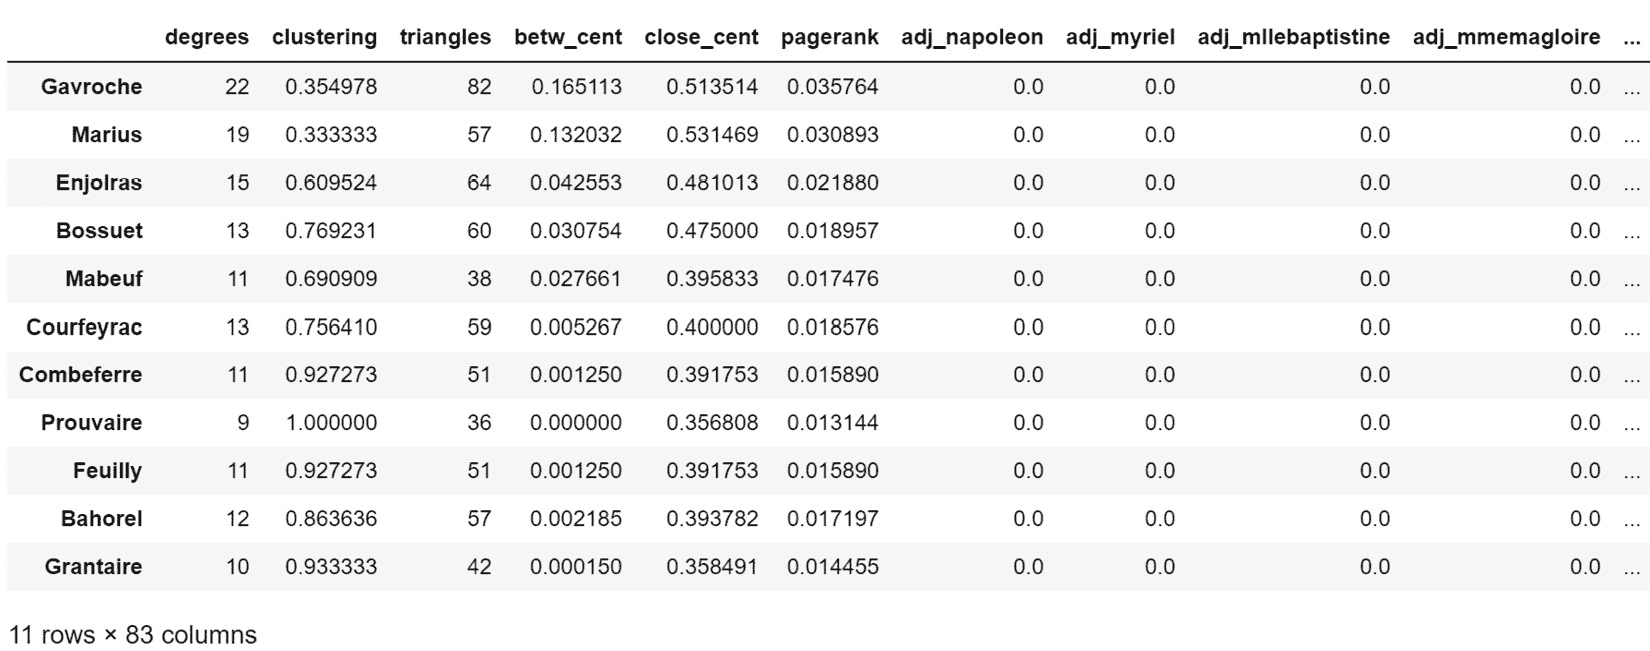 degrees clustering triangles betw_cent close_cent pagerank adj_napoleon adj_myriel adj_mllebaptistine adj_mmemagloire ...
Gavroche 22 0.354978 82 0.165113 0.513514 0.035764 0.0 0.0 0.0 0.0 ...
Marius 19 0.333333 57 0.132032 0.531469 0.030893 0.0 0.0 0.0 0.0 ...
Enjolras 15 0.609524 64 0.042553 0.481013 0.021880 0.0 0.0 0.0 0.0 ...
Bossuet 13 0.769231 60 0.030754 0.475000 0.018957 0.0 0.0 0.0 0.0 ...
Mabeuf 11 0.690909 38 0.027661 0.395833 0.017476 0.0 0.0 0.0 0.0 ...
Courfeyrac 13 0.756410 59 0.005267 0.400000 0.018576 0.0 0.0 0.0 0.0 ...
Combeferre 11 0.927273 51 0.001250 0.391753 0.015890 0.0 0.0 0.0 0.0 ...
Prouvaire 9 1.000000 36 0.000000 0.356808 0.013144 0.0 0.0 0.0 0.0 ...
Feuilly 11 0.927273 51 0.001250 0.391753 0.015890 0.0 0.0 0.0 0.0 ...
Bahorel 12 0.863636 57 0.002185 0.393782 0.017197 0.0 0.0 0.0 0.0 ...
Grantaire 10 0.933333 42 0.000150 0.358491 0.014455 0.0 0.0 0.0 0.0 ...
11 rows × 83 columns